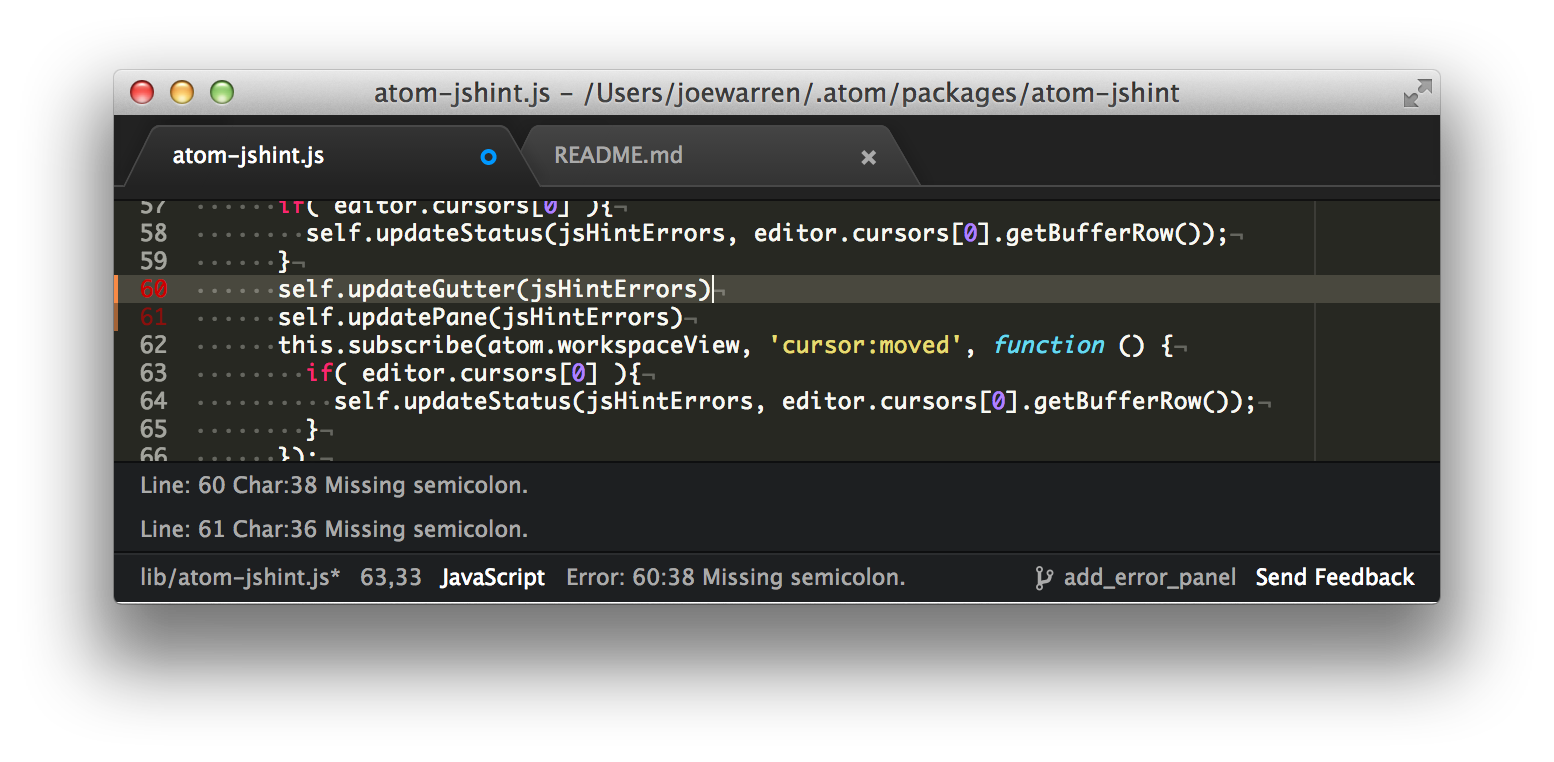 atom-jshint.js – /Users/joewarren/.atom/packages/atom-jshint
atom-jshint.js README.md
57 ······if( editor.cursors[0] ){¬
58 ········self.updateStatus(jsHintErrors, editor.cursors[0].getBufferRow());¬
59 ······}¬
60 ······self.updateGutter(jsHintErrors)¬
61 ······self.updatePane(jsHintErrors)¬
62 ······this.subscribe(atom.workspaceView, 'cursor:moved', function () {¬
63 ········if( editor.cursors[0] ){¬
64 ··········self.updateStatus(jsHintErrors, editor.cursors[0].getBufferRow());¬
65 ········}¬
66 ······});¬
Line: 60 Char:38 Missing semicolon.
Line: 61 Char:36 Missing semicolon.
lib/atom-jshint.js* 63,33 JavaScript Error: 60:38 Missing semicolon. add_error_panel Send Feedback